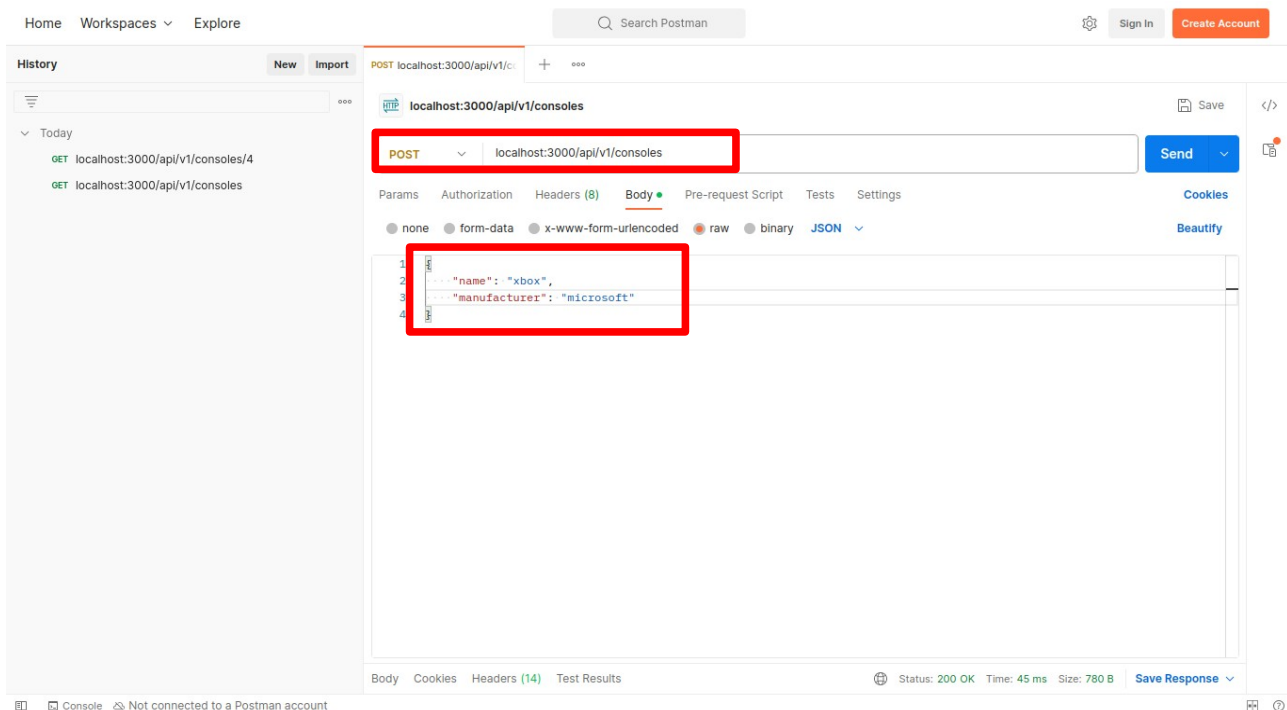 Home Workspaces Explore Search Postman Sign In Create Account
History New Import
POST localhost:3000/api/v1/c
HTTP localhost:3000/api/v1/consoles Save
Today
GET localhost:3000/api/v1/consoles/4
GET localhost:3000/api/v1/consoles
POST localhost:3000/api/v1/consoles Send
Params Authorization Headers (8) Body Pre-request Script Tests Settings Cookies
none form-data x-www-form-urlencoded raw binary JSON Beautify
1 {
2 "name": "xbox",
3 "manufacturer": "microsoft"
4 }
Body Cookies Headers (14) Test Results Status: 200 OK Time: 45 ms Size: 780 B Save Response
Console Not connected to a Postman account